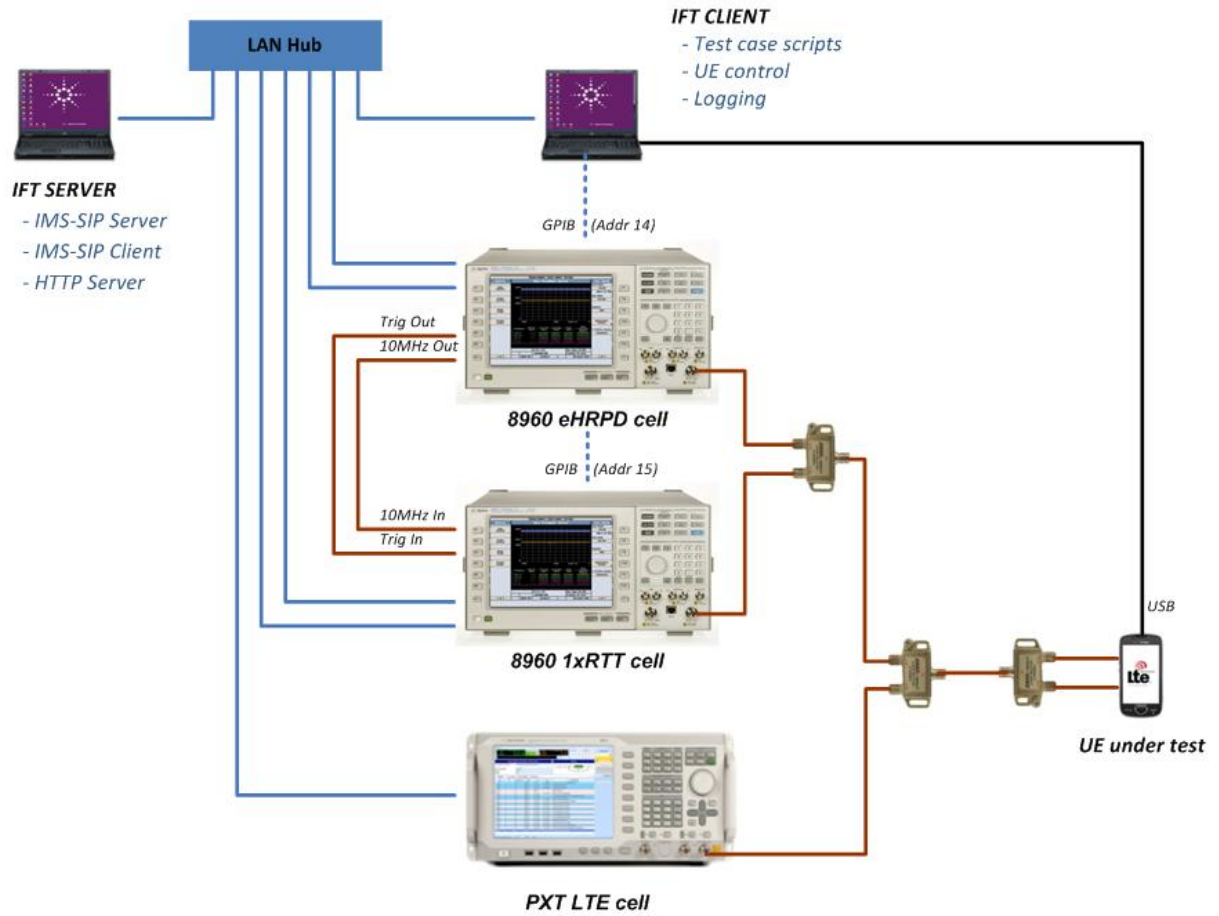 LAN Hub
IFT CLIENT
- Test case scripts
- UE control
- Logging
IFT SERVER
- IMS-SIP Server
- IMS-SIP Client
- HTTP Server
GPIB (Addr 14)
Trig Out
10MHz Out
8960 eHRPD cell
GPIB (Addr 15)
10MHz In
Trig In
8960 1xRTT cell
USB
Lte
UE under test
PXT LTE cell